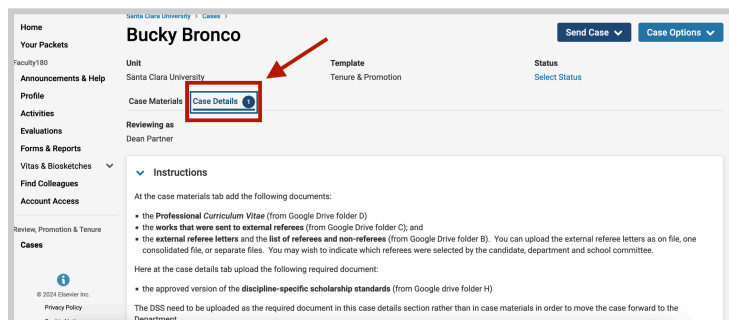 Santa Clara University > Cases >
Home
Bucky Bronco
Send Case
Case Options
Your Packets
Faculty180
Unit
Template
Status
Announcements & Help
Santa Clara University
Tenure & Promotion
Select Status
Profile
Case Materials
Case Details 1
Activities
Evaluations
Reviewing as
Forms & Reports
Dean Partner
Vitas & Biosketches
Find Colleagues
Account Access
Review, Promotion & Tenure
Cases
© 2024 Elsevier Inc.
Privacy Policy
Instructions
At the case materials tab add the following documents:
▪ the Professional Curriculum Vitae (from Google Drive folder D)
▪ the works that were sent to external referees (from Google Drive folder C); and
▪ the external referee letters and the list of referees and non-referees (from Google Drive folder B). You can upload the external referee letters as on file, one
consolidated file, or separate files. You may wish to indicate which referees were selected by the candidate, department and school committee.
Here at the case details tab upload the following required document:
▪ the approved version of the discipline-specific scholarship standards (from Google drive folder H)
The DSS need to be uploaded as the required document in this case details section rather than in case materials in order to move the case forward to the
Department